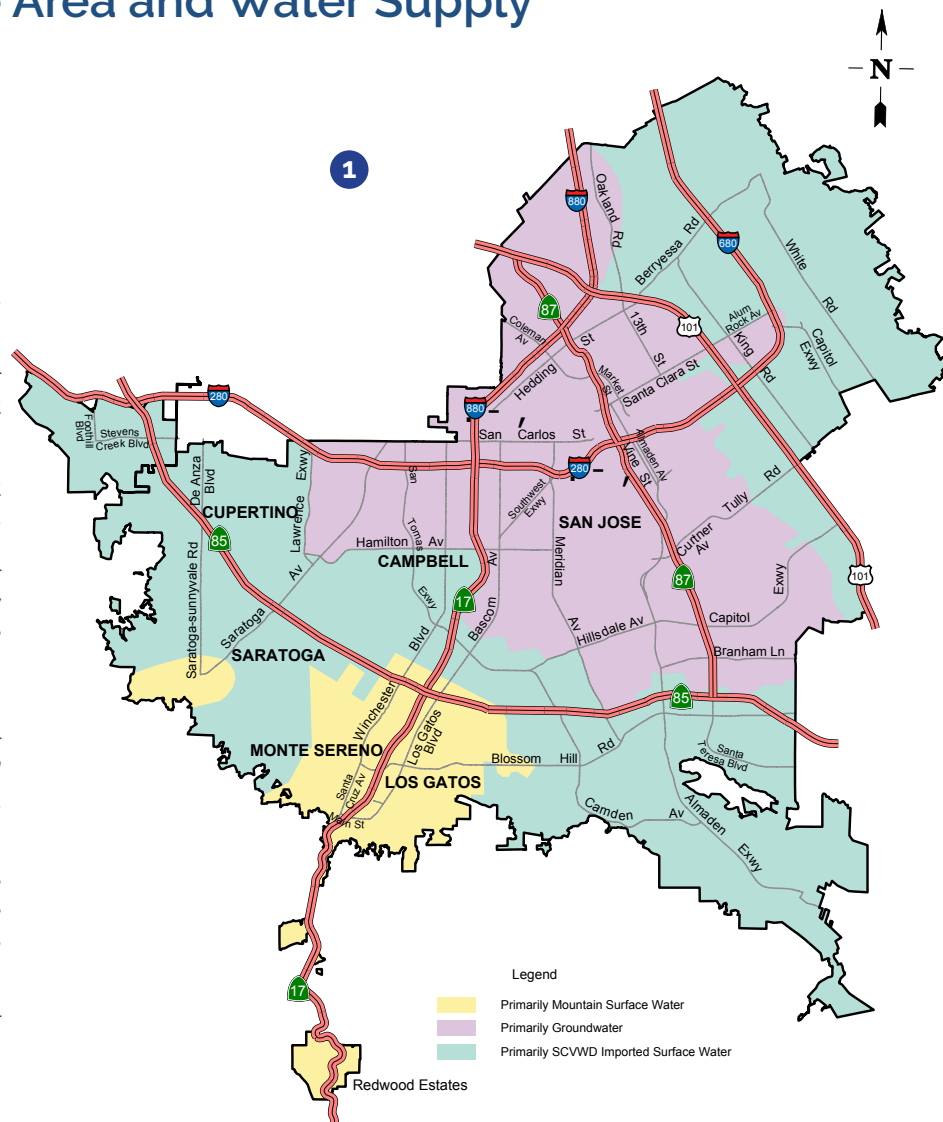 Area and Water Supply
N
1
880
Oakland Rd
Berryessa Rd
680
White Rd
87
Coleman Av
101
13th St
Alum Rock Av
Capitol Exwy
King Rd
Hedding St
Market St
Santa Clara St
280
880
Foothill Blvd
Stevens Creek Blvd
San Carlos St
Almaden Av
Vine St
280
De Anza Blvd
Lawrence Exwy
San Tomas Exwy
Southwest Exwy
Tully Rd
CUPERTINO
SAN JOSE
85
Hamilton Av
Curtner Av
CAMPBELL
Meridian Av
87
101
Saratoga-sunnyvale Rd
Saratoga Av
17
Bascom Av
Capitol Exwy
Hillsdale Av
SARATOGA
Branham Ln
Winchester Blvd
85
MONTE SERENO
Los Gatos Blvd
Blossom Hill Rd
Santa Teresa Blvd
Santa Cruz Av
LOS GATOS
Main St
Camden Av
Almaden Exwy
17
Legend
Primarily Mountain Surface Water
Primarily Groundwater
Primarily SCVWD Imported Surface Water
Redwood Estates